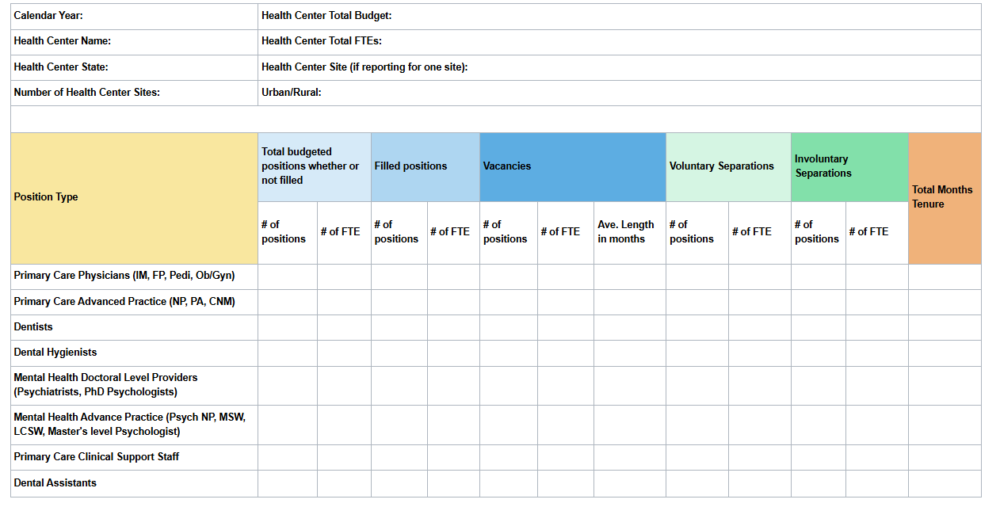 Calendar Year:
Health Center Total Budget:
Health Center Name:
Health Center Total FTEs:
Health Center State:
Health Center Site (if reporting for one site):
Number of Health Center Sites:
Urban/Rural:
Position Type
Total budgeted
positions whether or
not filled
Filled positions
Vacancies
Voluntary Separations
Involuntary
Separations
Total Months
Tenure
# of
positions
# of FTE
# of
positions
# of FTE
# of
positions
# of FTE
Ave. Length
in months
# of
positions
# of FTE
# of
positions
# of FTE
Primary Care Physicians (IM, FP, Pedi, Ob/Gyn)
Primary Care Advanced Practice (NP, PA, CNM)
Dentists
Dental Hygienists
Mental Health Doctoral Level Providers
(Psychiatrists, PhD Psychologists)
Mental Health Advance Practice (Psych NP, MSW,
LCSW, Master's level Psychologist)
Primary Care Clinical Support Staff
Dental Assistants